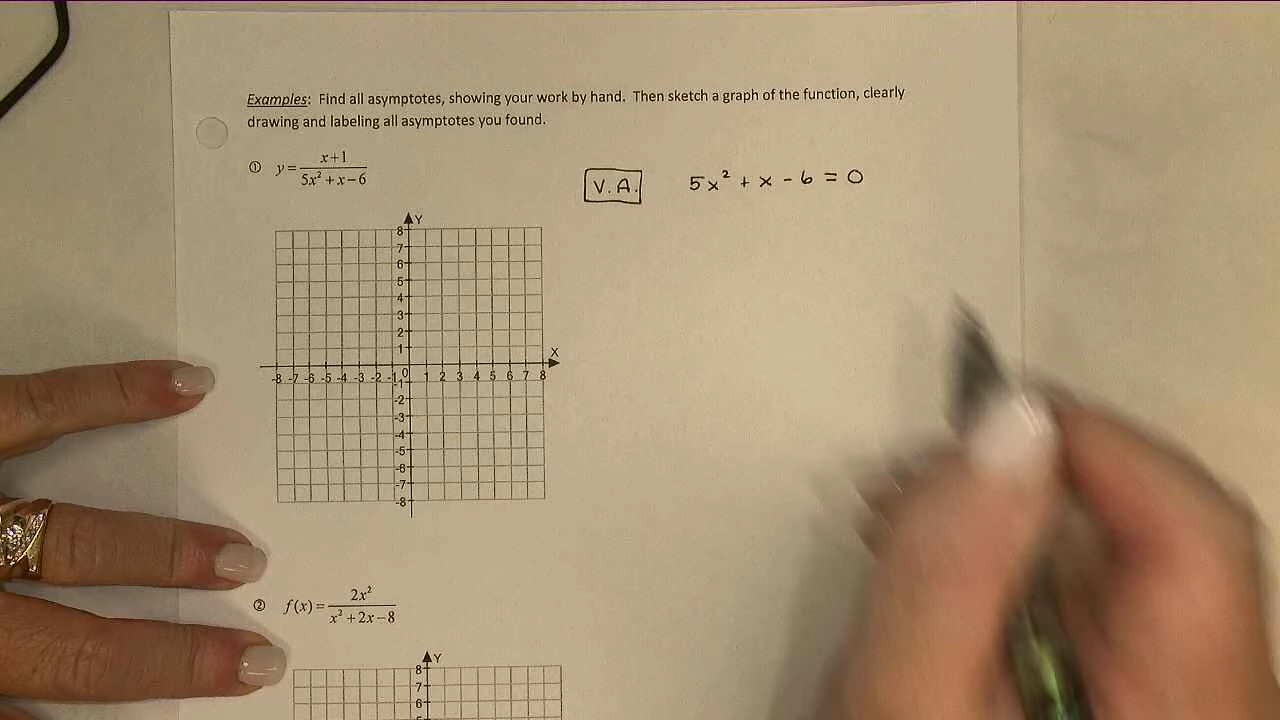 Examples: Find all asymptotes, showing your work by hand. Then sketch a graph of the function, clearly
drawing and labeling all asymptotes you found.
① y = (x+1)/(5x²+x−6)
V.A. 5x² + x - 6 = 0
Y
8
7
6
5
4
3
2
1
X
-8 -7 -6 -5 -4 -3 -2 -1 0 1 2 3 4 5 6 7 8
-1
-2
-3
-4
-5
-6
-7
-8
② f(x) = 2x²/(x²+2x−8)
Y
8
7
6